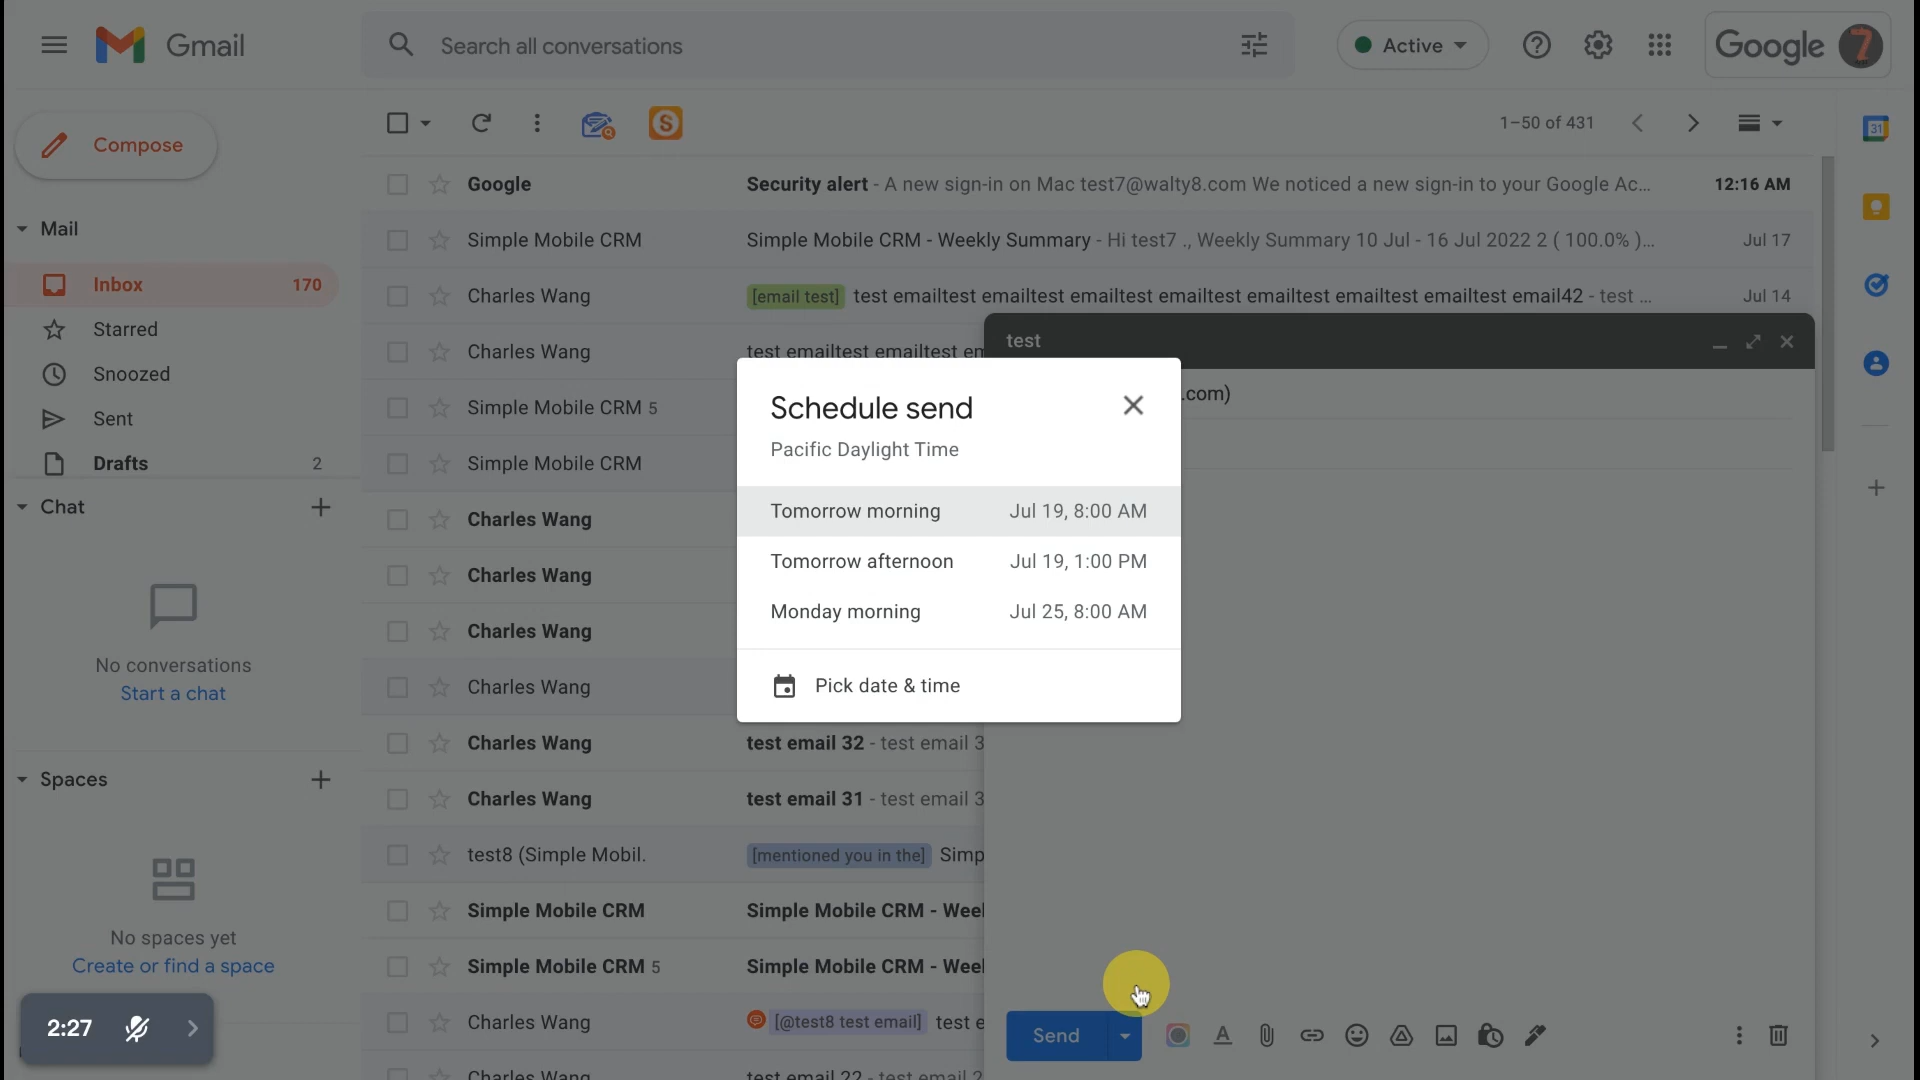 Gmail
Search all conversations
Active
Google
7
Compose
1–50 of 431
31
Mail
Inbox 170
Starred
Snoozed
Sent
Drafts 2
Chat
No conversations
Start a chat
Spaces
No spaces yet
Create or find a space
2:27
Google Security alert - A new sign-in on Mac test7@walty8.com We noticed a new sign-in to your Google Ac... 12:16 AM
Simple Mobile CRM Simple Mobile CRM - Weekly Summary - Hi test7 ., Weekly Summary 10 Jul - 16 Jul 2022 2 ( 100.0% )... Jul 17
Charles Wang [email test] test emailtest emailtest emailtest emailtest emailtest emailtest emailtest email42 - test ... Jul 14
Charles Wang test emailtest emailtest em
Simple Mobile CRM 5
Simple Mobile CRM
Charles Wang
Charles Wang
Charles Wang
Charles Wang
Charles Wang test email 32 - test email 3
Charles Wang test email 31 - test email 3
test8 (Simple Mobil. [mentioned you in the] Simp
Simple Mobile CRM Simple Mobile CRM - Weel
Simple Mobile CRM 5 Simple Mobile CRM - Weel
Charles Wang [@test8 test email] test e
Charles Wang test email 22 - test email 2
test
.com)
Schedule send
Pacific Daylight Time
Tomorrow morning Jul 19, 8:00 AM
Tomorrow afternoon Jul 19, 1:00 PM
Monday morning Jul 25, 8:00 AM
Pick date & time
Send